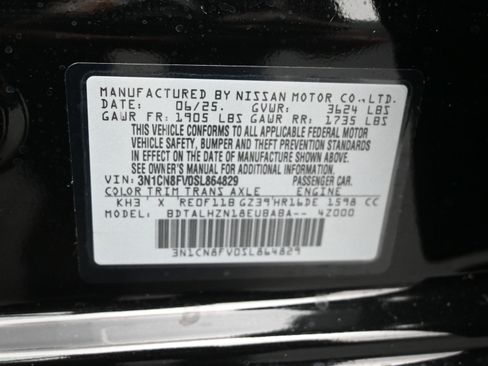 MANUFACTURED BY NISSAN MOTOR CO.,LTD.
DATE: 06/25. GVWR: 3624 LBS
GAWR FR: 1905 LBS GAWR RR: 1735 LBS
THIS VEHICLE CONFORMS TO ALL APPLICABLE FEDERAL MOTOR
VEHICLE SAFETY, BUMPER AND THEFT PREVENTION STANDARDS
IN EFFECT ON THE DATE OF MANUFACTURE SHOWN ABOVE.
SEE OWNER'S MANUAL FOR ADDITIONAL INFORMATION.
VIN: 3N1CN8FVDSL864829 PASSENGER CAR.
COLOR TRIM TRANS AXLE ENGINE
KH3 X RE0F11B GZ39 HR16DE 1598 CC
MODEL: BDTALHZN18EUBABA-- 4Z000
3N1CN8FVDSL864829